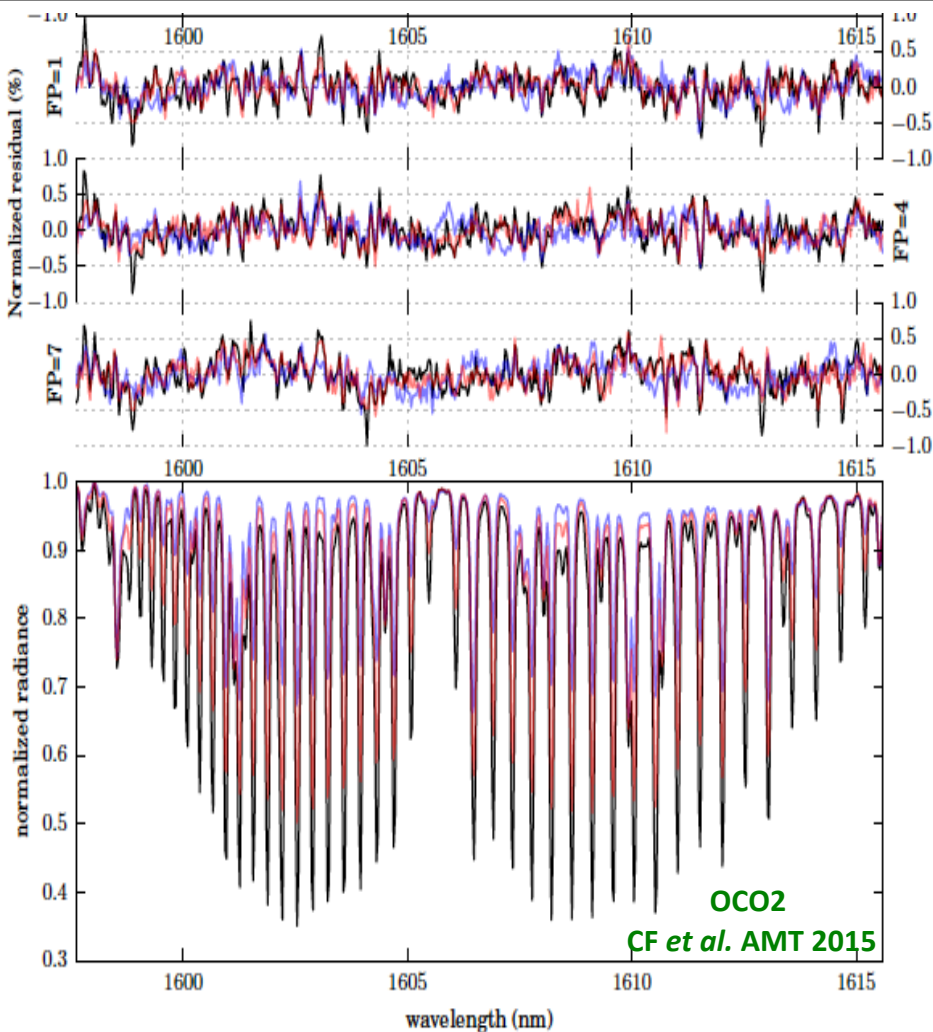 −1.0 1600 1605 1610 1615 1.0
0.5
0.0
−0.5
−1.0
FP=1
Normalized residual (%)
1.0
0.5
0.0
−0.5
−1.0
FP=4
1.0
0.5
0.0
−0.5
−1.0
FP=7
1600 1605 1610 1615
1.0
0.9
0.8
0.7
0.6
0.5
0.4
0.3
normalized radiance
OCO2
CF et al. AMT 2015
1600 1605 1610 1615
wavelength (nm)